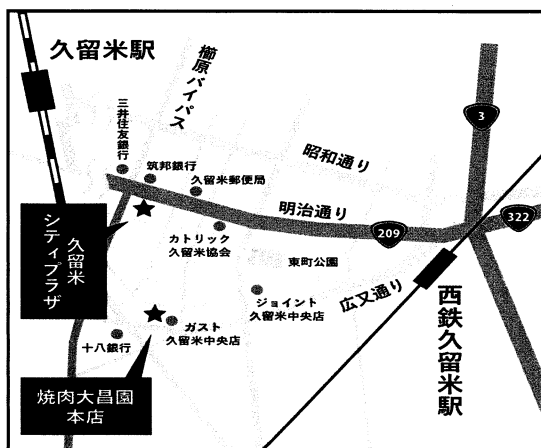 久留米駅
櫛原バイパス
三井住友銀行
筑邦銀行
久留米郵便局
昭和通り
3
322
明治通り
209
久留米
シティプラザ
カトリック
久留米協会
東町公園
ジョイント
久留米中央店
広又通り
西鉄久留米駅
ガスト
久留米中央店
十八銀行
焼肉大昌園
本店